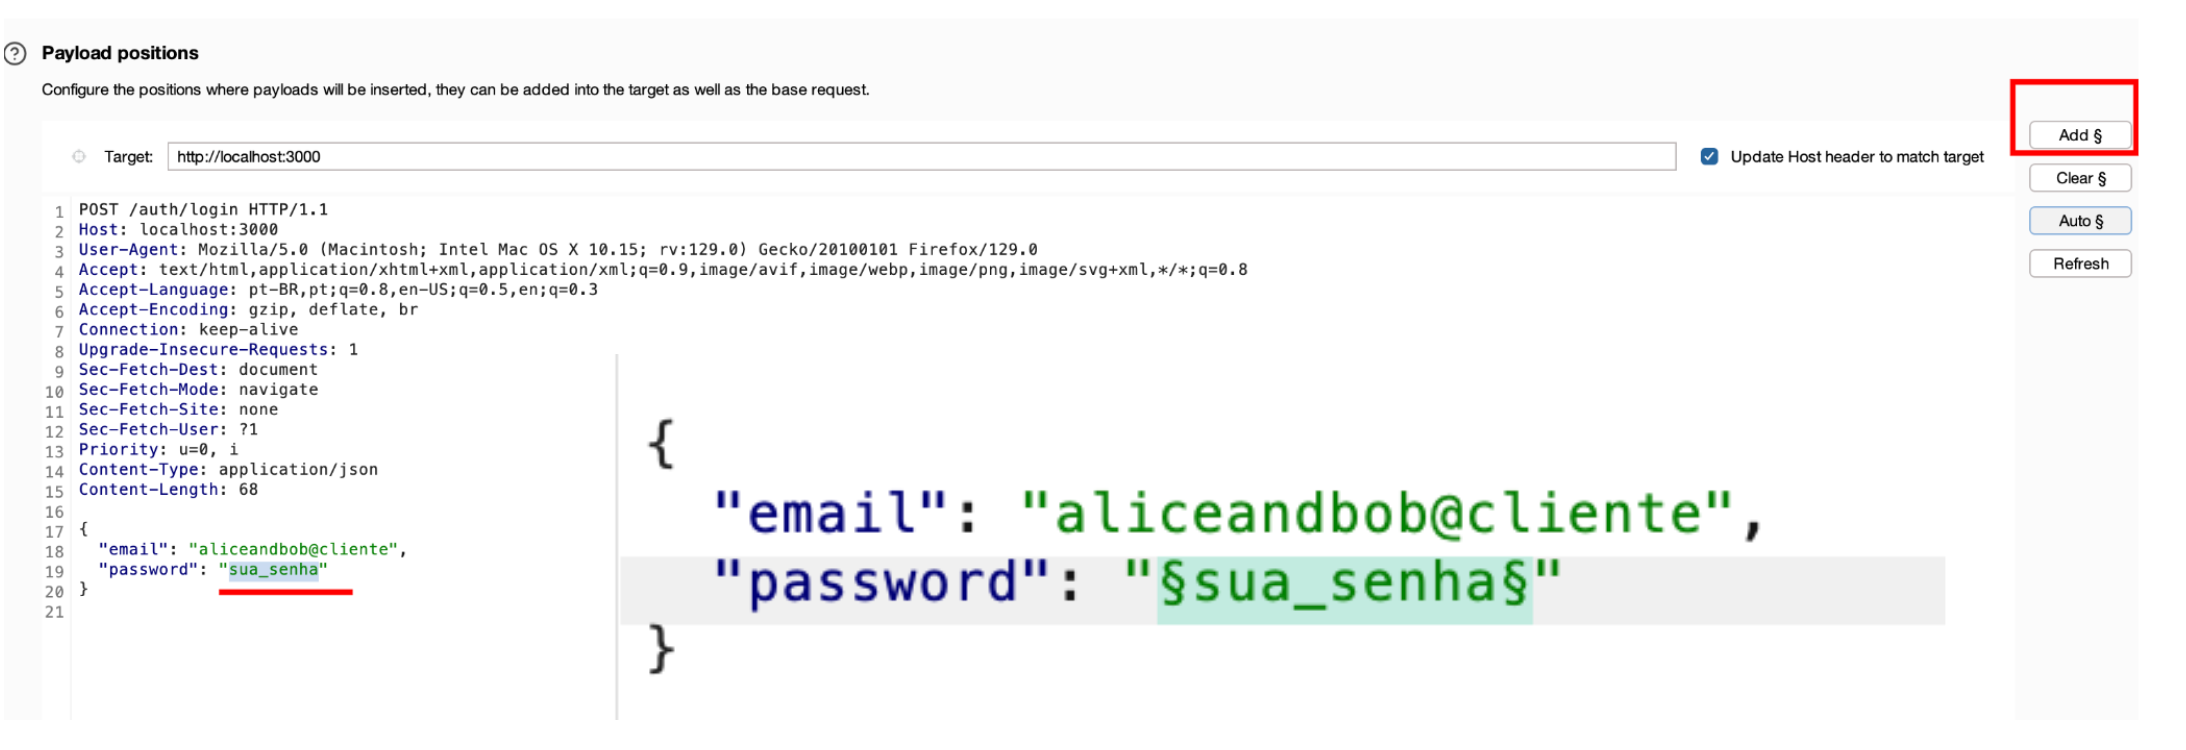 Payload positions
Configure the positions where payloads will be inserted, they can be added into the target as well as the base request.
Target: http://localhost:3000
Update Host header to match target
Add §
Clear §
Auto §
Refresh
1 POST /auth/login HTTP/1.1
2 Host: localhost:3000
3 User-Agent: Mozilla/5.0 (Macintosh; Intel Mac OS X 10.15; rv:129.0) Gecko/20100101 Firefox/129.0
4 Accept: text/html,application/xhtml+xml,application/xml;q=0.9,image/avif,image/webp,image/png,image/svg+xml,*/*;q=0.8
5 Accept-Language: pt-BR,pt;q=0.8,en-US;q=0.5,en;q=0.3
6 Accept-Encoding: gzip, deflate, br
7 Connection: keep-alive
8 Upgrade-Insecure-Requests: 1
9 Sec-Fetch-Dest: document
10 Sec-Fetch-Mode: navigate
11 Sec-Fetch-Site: none
12 Sec-Fetch-User: ?1
13 Priority: u=0, i
14 Content-Type: application/json
15 Content-Length: 68
16
17 {
18 "email": "aliceandbob@cliente",
19 "password": "sua_senha"
20 }
21
{
"email": "aliceandbob@cliente",
"password": "§sua_senha§"
}